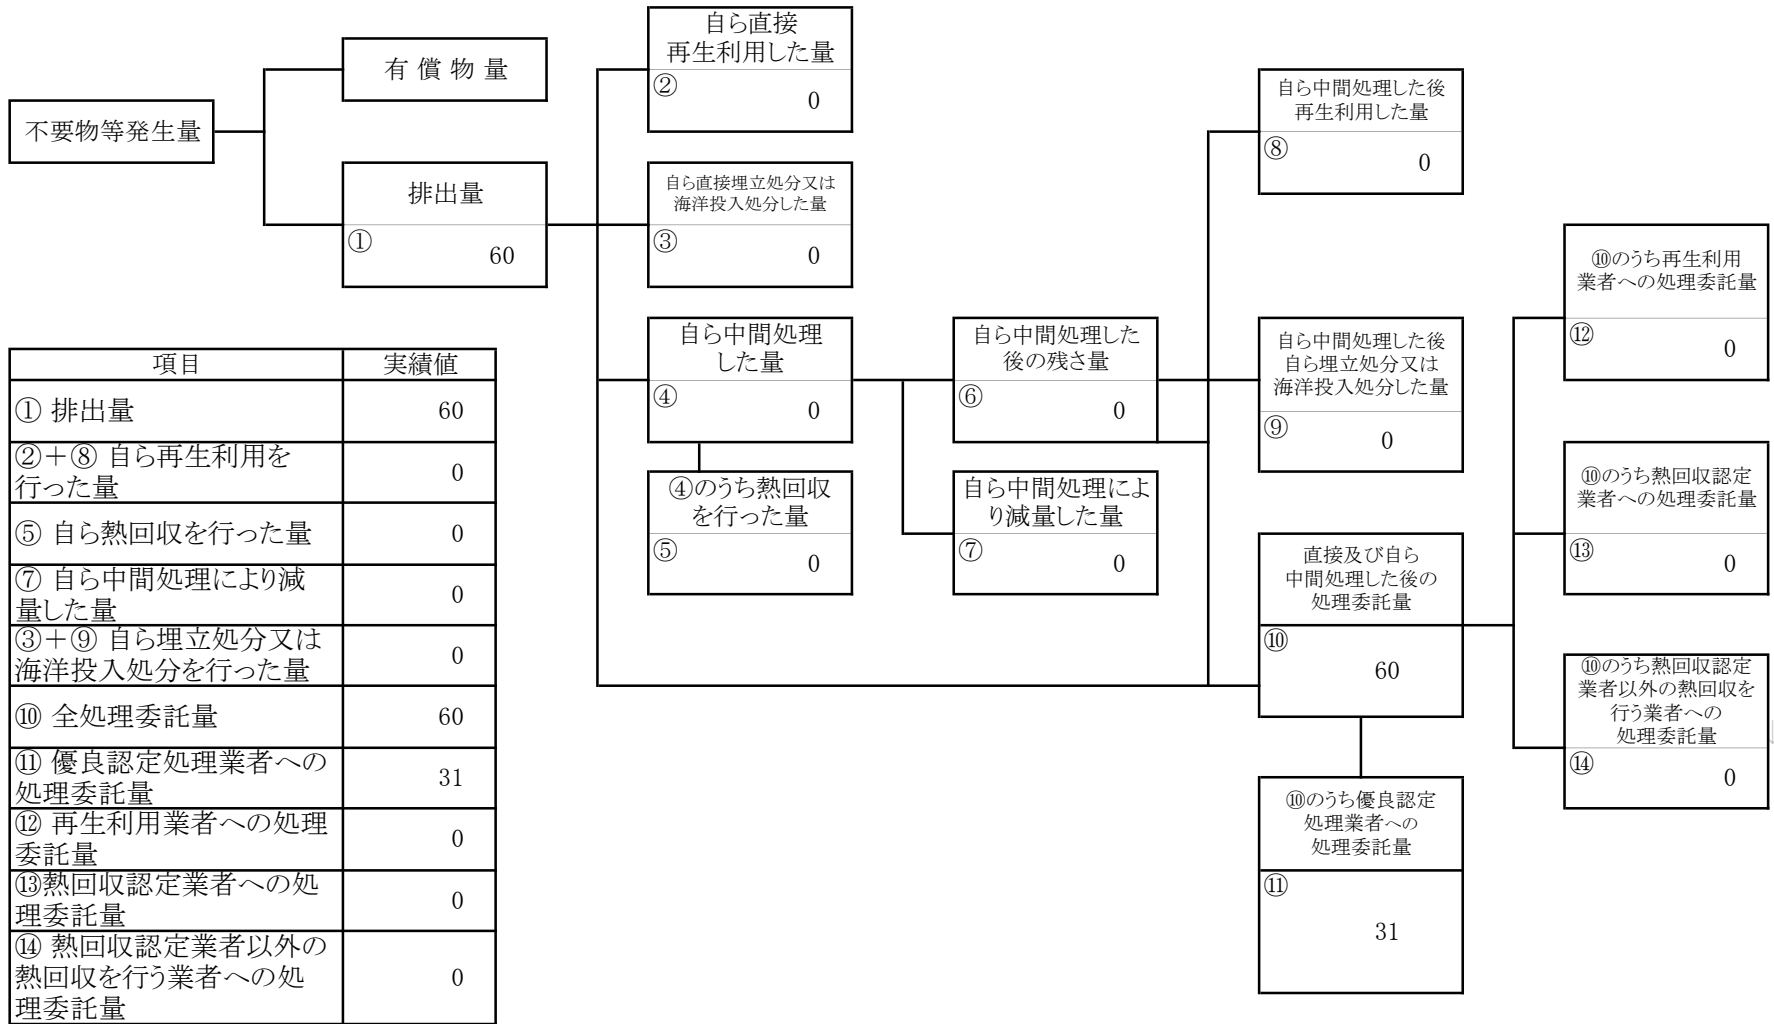 不要物等発生量
有 償 物 量
排出量
①
60
自ら直接
再生利用した量
②
0
自ら直接埋立処分又は
海洋投入処分した量
③
0
自ら中間処理
した量
④
0
④のうち熱回収
を行った量
⑤
0
自ら中間処理した
後の残さ量
⑥
0
自ら中間処理によ
り減量した量
⑦
0
自ら中間処理した後
再生利用した量
⑧
0
自ら中間処理した後
自ら埋立処分又は
海洋投入処分した量
⑨
0
直接及び自ら
中間処理した後の
処理委託量
⑩
60
⑩のうち優良認定
処理業者への
処理委託量
⑪
31
⑩のうち再生利用
業者への処理委託量
⑫
0
⑩のうち熱回収認定
業者への処理委託量
⑬
0
⑩のうち熱回収認定
業者以外の熱回収を
行う業者への
処理委託量
⑭
0
項目 実績値
① 排出量 60
②＋⑧ 自ら再生利用を
行った量 0
⑤ 自ら熱回収を行った量 0
⑦ 自ら中間処理により減
量した量 0
③＋⑨ 自ら埋立処分又は
海洋投入処分を行った量 0
⑩ 全処理委託量 60
⑪ 優良認定処理業者への
処理委託量 31
⑫ 再生利用業者への処理
委託量 0
⑬熱回収認定業者への処
理委託量 0
⑭ 熱回収認定業者以外の
熱回収を行う業者への処
理委託量 0